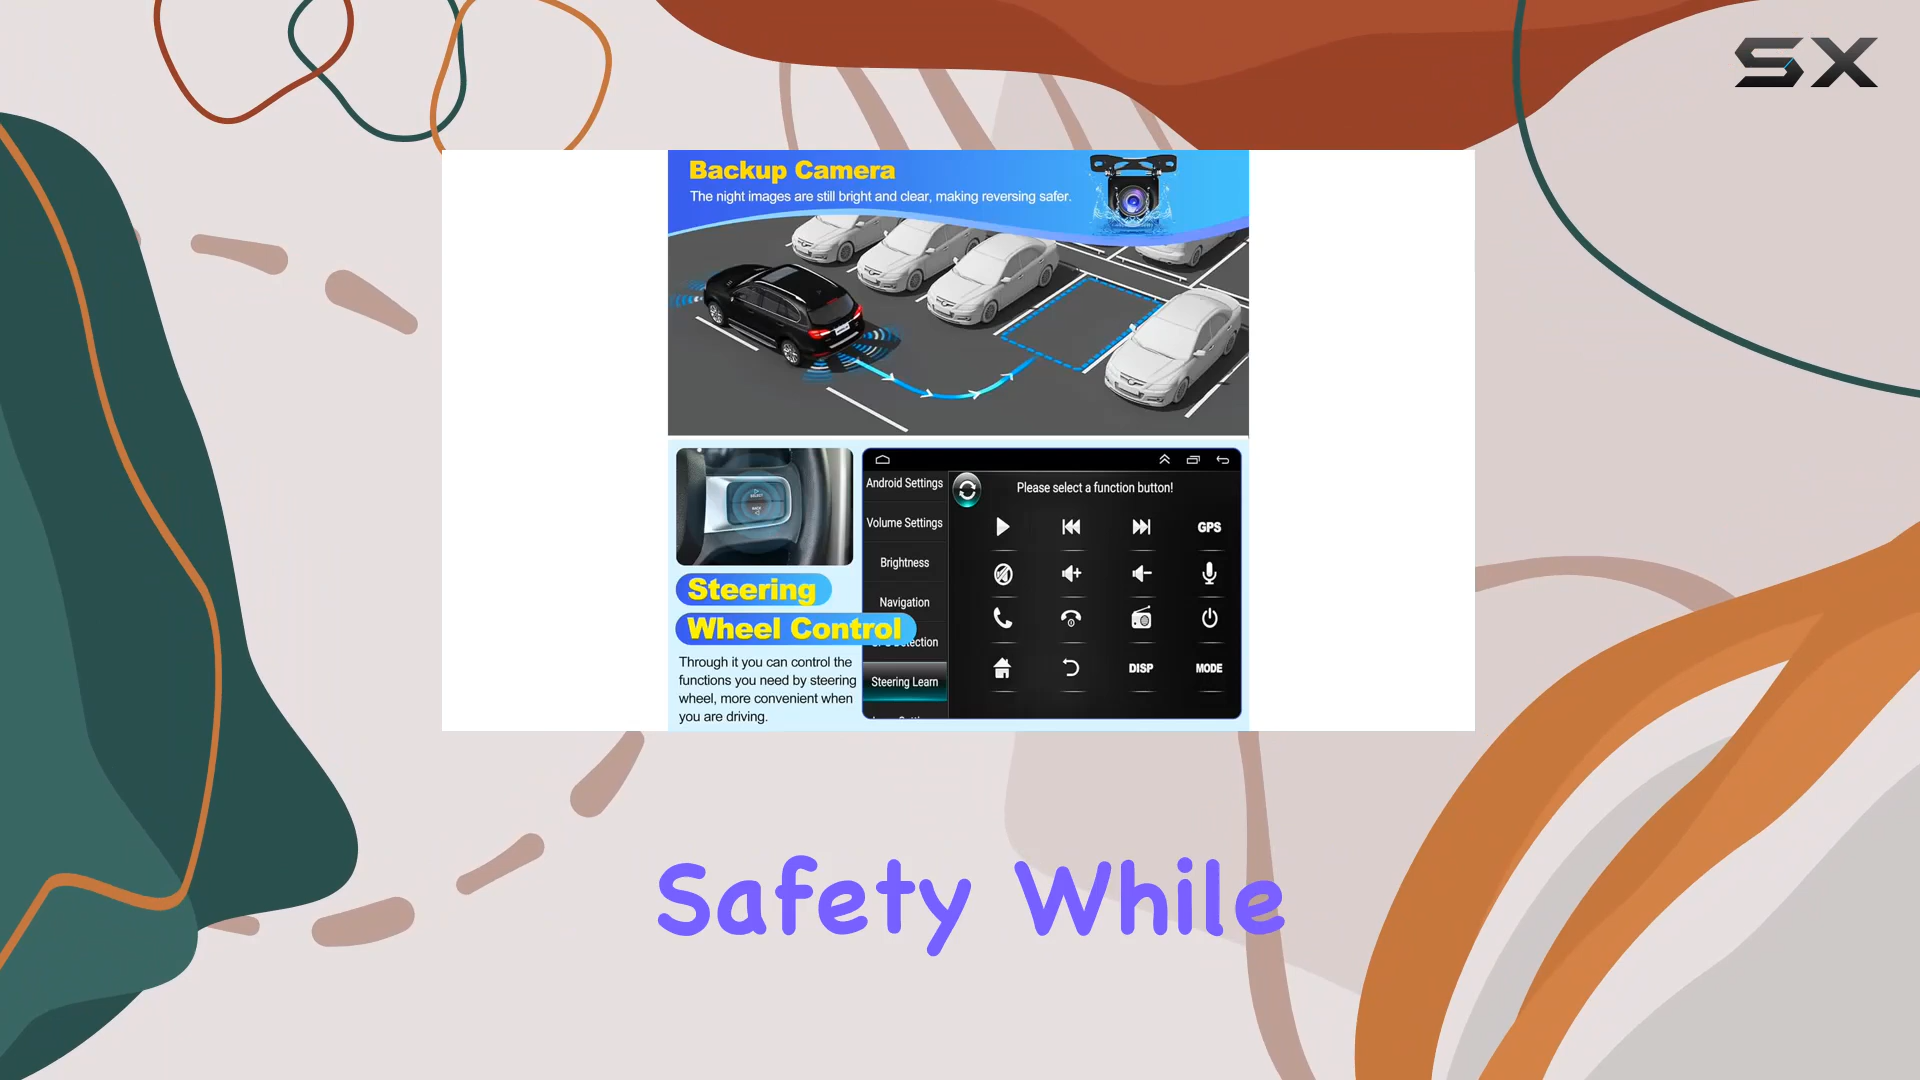 SX
Backup Camera
The night images are still bright and clear, making reversing safer.
Android Settings
Please select a function button!
Volume Settings
GPS
Brightness
Navigation
Steering
Wheel Control
Through it you can control the
functions you need by steering
wheel, more convenient when
you are driving.
Steering Learn
DISP
MODE
Safety While